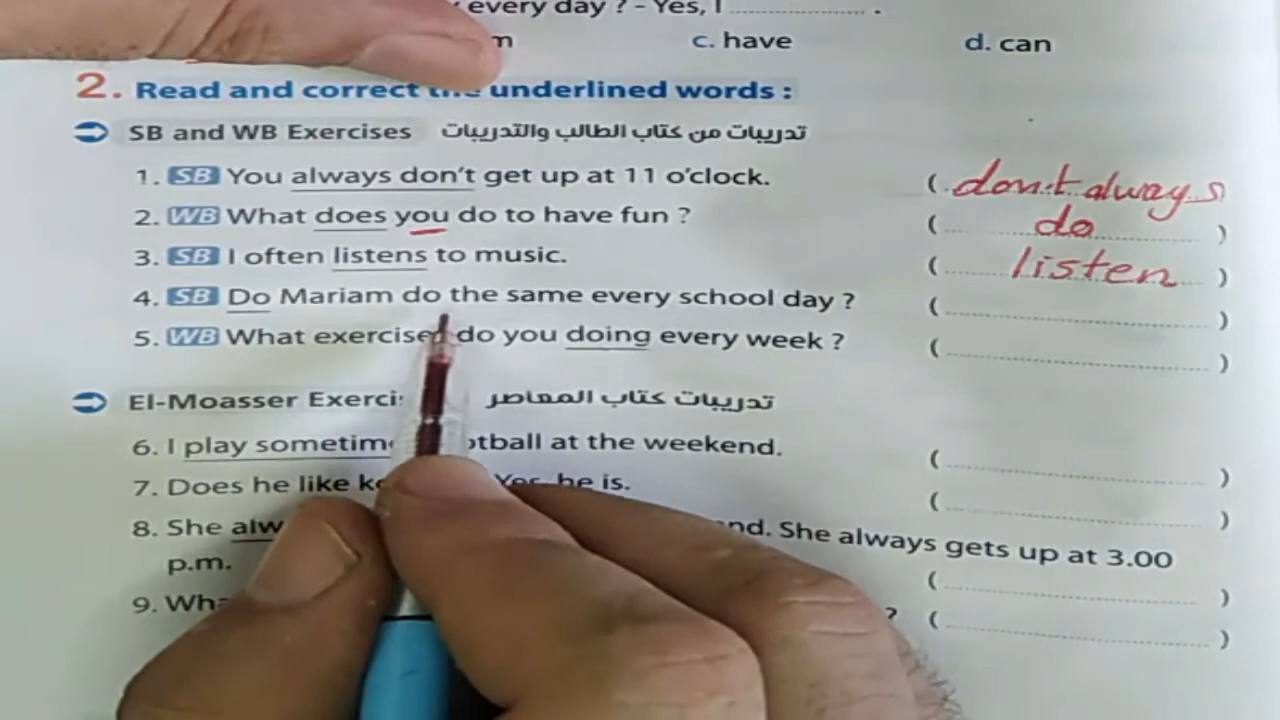 every day ? – Yes, I ................ .
c. have d. can
2. Read and correct the underlined words :
SB and WB Exercises تدريبات من كتاب الطالب والتدريبات
1. SB You always don't get up at 11 o'clock. (don't always)
2. WB What does you do to have fun ? (do)
3. SB I often listens to music. (listen)
4. SB Do Mariam do the same every school day ? (................)
5. WB What exercises do you doing every week ? (................)
El-Moasser تدريبات كتاب المعاصر
6. I play at the weekend. (................)
7. Does he like he is. (................)
8. She She always gets up at 3.00
p.m. (................)
9. ? (................)